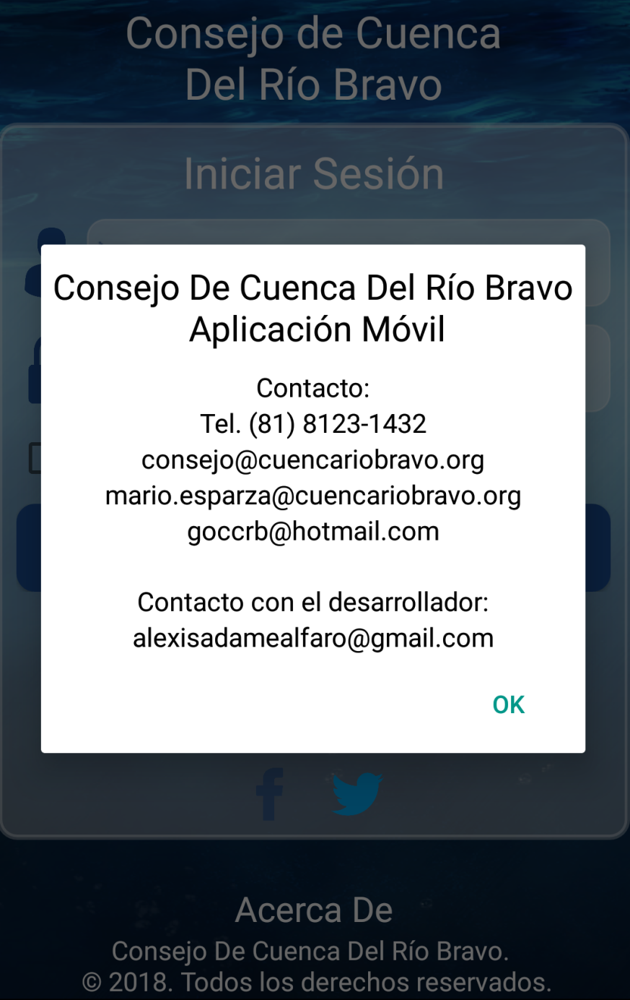 Consejo de Cuenca
Del Río Bravo
Iniciar Sesión
Consejo De Cuenca Del Río Bravo
Aplicación Móvil
Contacto:
Tel. (81) 8123-1432
consejo@cuencariobravo.org
mario.esparza@cuencariobravo.org
goccrb@hotmail.com
Contacto con el desarrollador:
alexisadamealfaro@gmail.com
OK
Acerca De
Consejo De Cuenca Del Río Bravo.
© 2018. Todos los derechos reservados.